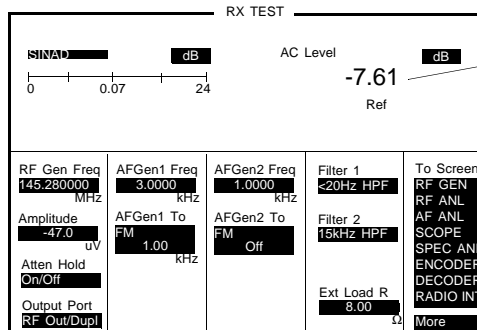 RX TEST
SINAD dB
0 0.07 24
AC Level dB
-7.61
Ref
RF Gen Freq
145.280000
MHz
Amplitude
-47.0
uV
Atten Hold
On/Off
Output Port
RF Out/Dupl
AFGen1 Freq
3.0000
kHz
AFGen1 To
FM
1.00
kHz
AFGen2 Freq
1.0000
kHz
AFGen2 To
FM
Off
Filter 1
<20Hz HPF
Filter 2
15kHz HPF
Ext Load R
8.00
Ω
To Screen
RF GEN
RF ANL
AF ANL
SCOPE
SPEC AN
ENCODER
DECODER
RADIO INT
More